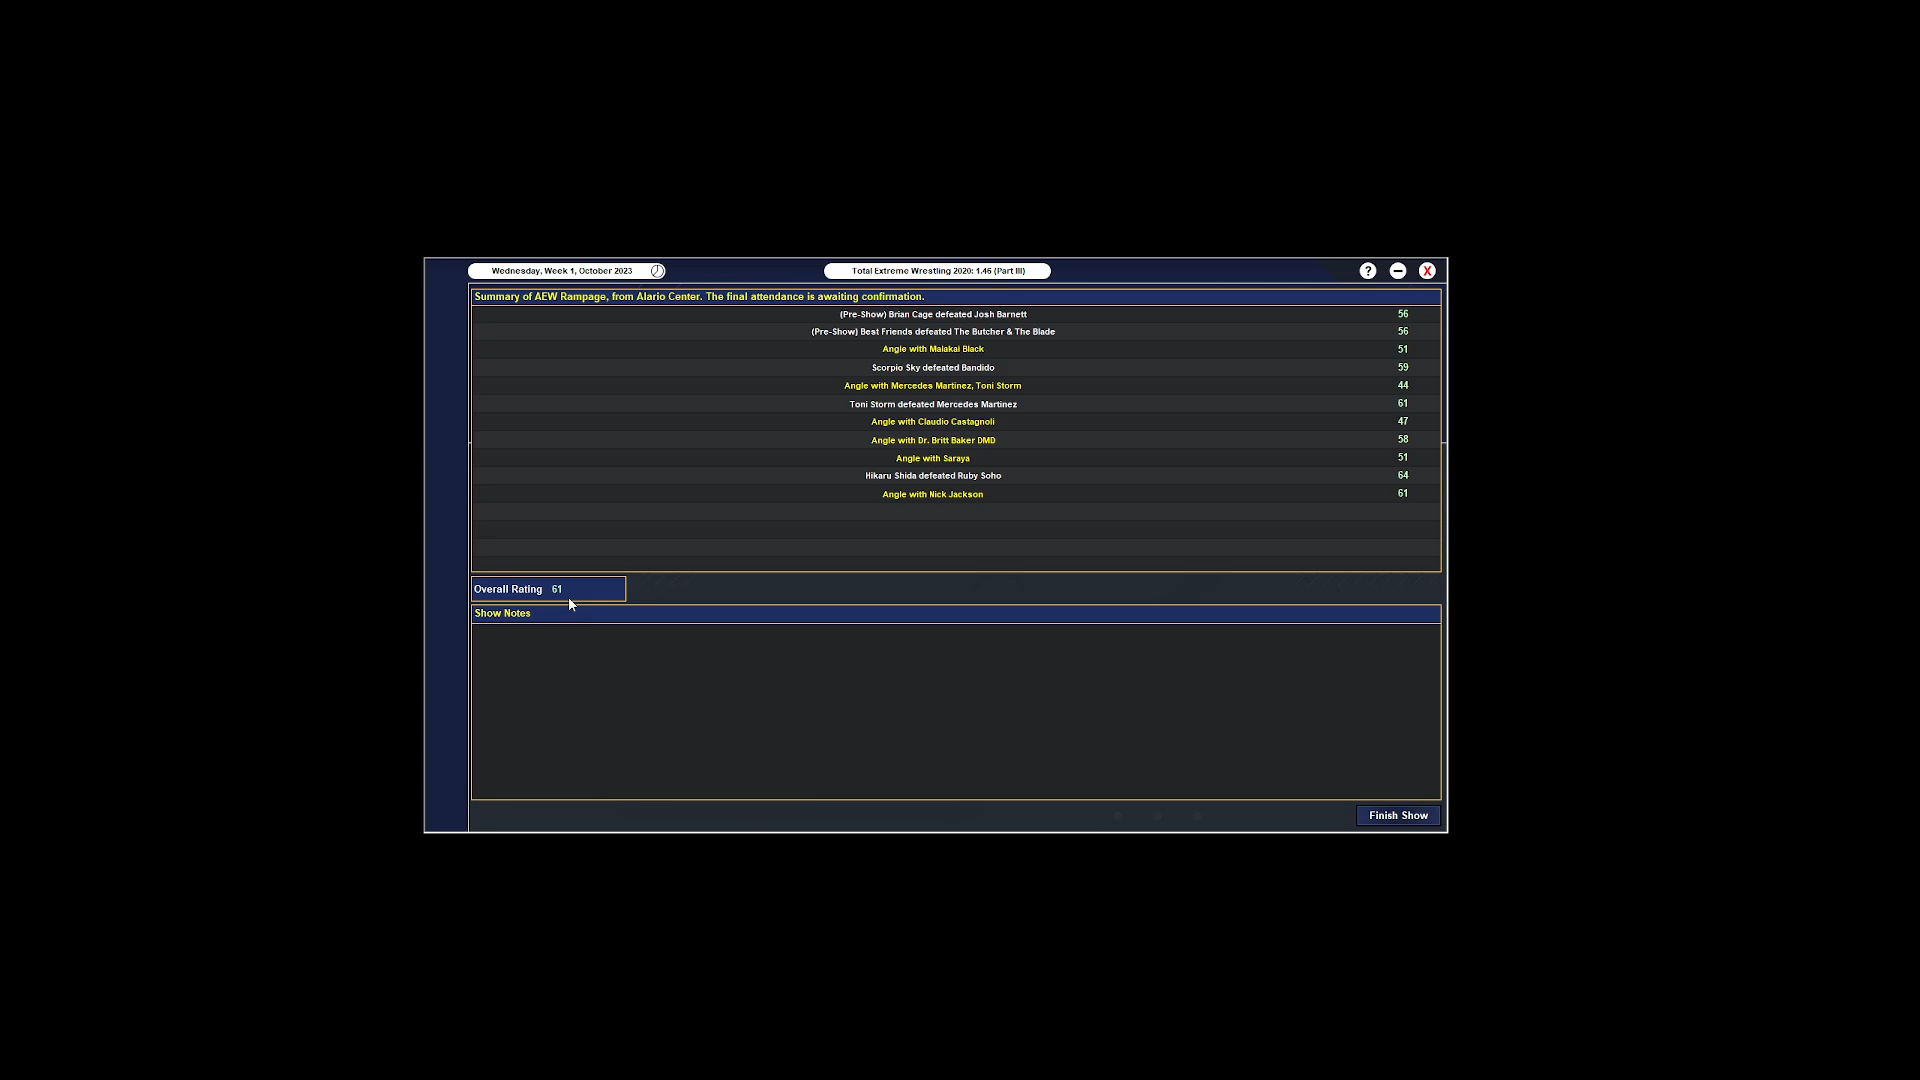 Wednesday, Week 1, October 2023
Total Extreme Wrestling 2020: 1.46 (Part III)
?
X
Summary of AEW Rampage, from Alario Center. The final attendance is awaiting confirmation.
(Pre-Show) Brian Cage defeated Josh Barnett 56
(Pre-Show) Best Friends defeated The Butcher & The Blade 56
Angle with Malakai Black 51
Scorpio Sky defeated Bandido 59
Angle with Mercedes Martinez, Toni Storm 44
Toni Storm defeated Mercedes Martinez 61
Angle with Claudio Castagnoli 47
Angle with Dr. Britt Baker DMD 58
Angle with Saraya 51
Hikaru Shida defeated Ruby Soho 64
Angle with Nick Jackson 61
Overall Rating 61
Show Notes
Finish Show